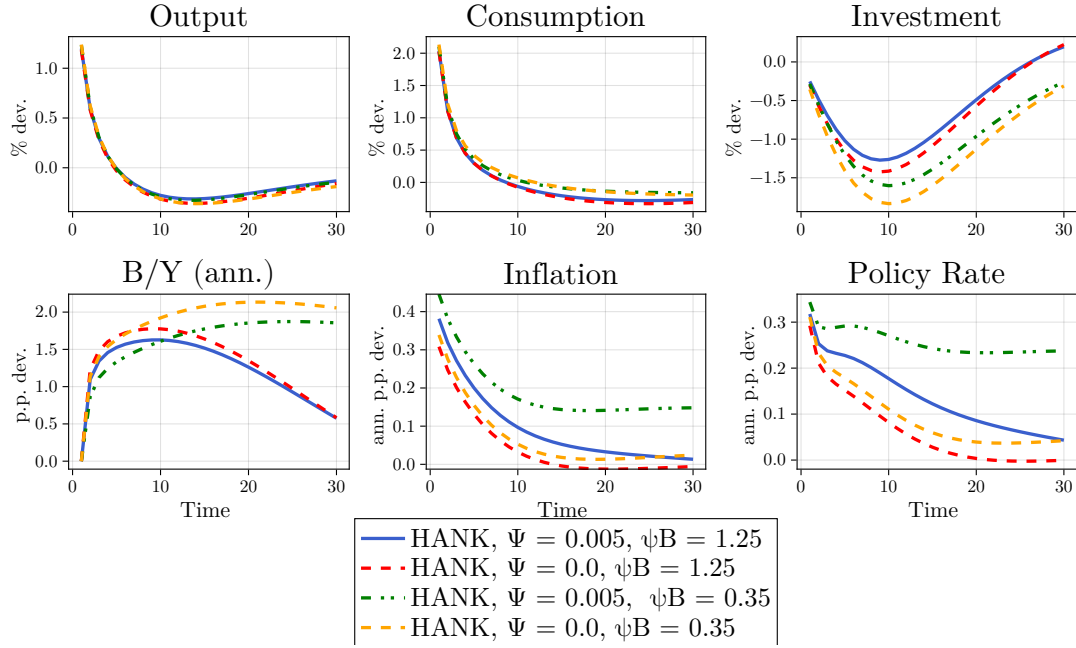 Output
Consumption
Investment
% dev.
1.0
0.5
0.0
0
10
20
30
% dev.
2.0
1.5
1.0
0.5
0.0
0
10
20
30
% dev.
0.0
−0.5
−1.0
−1.5
0
10
20
30
B/Y (ann.)
Inflation
Policy Rate
p.p. dev.
2.0
1.5
1.0
0.5
0.0
0
10
20
30
Time
ann. p.p. dev.
0.4
0.3
0.2
0.1
0.0
0
10
20
30
Time
ann. p.p. dev.
0.3
0.2
0.1
0.0
0
10
20
30
Time
HANK, Ψ = 0.005, ψB = 1.25
HANK, Ψ = 0.0, ψB = 1.25
HANK, Ψ = 0.005, ψB = 0.35
HANK, Ψ = 0.0, ψB = 0.35